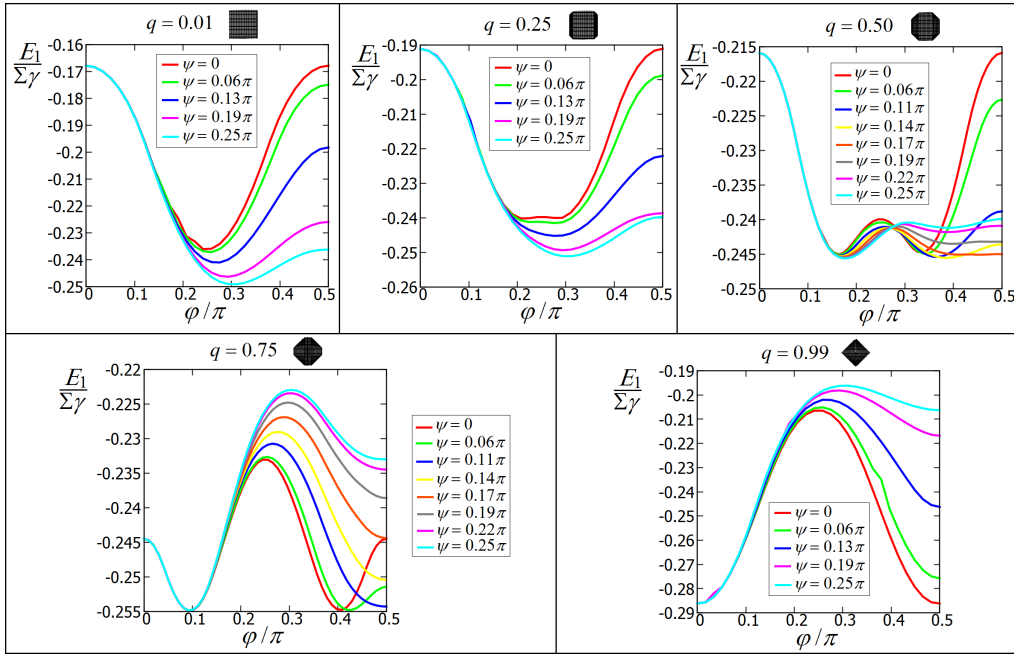 q = 0.01
E₁
Σγ
-0.16
-0.17
-0.18
-0.19
-0.2
-0.21
-0.22
-0.23
-0.24
-0.25
ψ = 0
ψ = 0.06π
ψ = 0.13π
ψ = 0.19π
ψ = 0.25π
0 0.1 0.2 0.3 0.4 0.5
φ/π
q = 0.25
E₁
Σγ
-0.19
-0.2
-0.21
-0.22
-0.23
-0.24
-0.25
-0.26
ψ = 0
ψ = 0.06π
ψ = 0.13π
ψ = 0.19π
ψ = 0.25π
0 0.1 0.2 0.3 0.4 0.5
φ/π
q = 0.50
E₁
Σγ
-0.215
-0.22
-0.225
-0.23
-0.235
-0.24
-0.245
-0.25
ψ = 0
ψ = 0.06π
ψ = 0.11π
ψ = 0.14π
ψ = 0.17π
ψ = 0.19π
ψ = 0.22π
ψ = 0.25π
0 0.1 0.2 0.3 0.4 0.5
φ/π
q = 0.75
E₁
Σγ
-0.22
-0.225
-0.23
-0.235
-0.24
-0.245
-0.25
-0.255
0 0.1 0.2 0.3 0.4 0.5
φ/π
ψ = 0
ψ = 0.06π
ψ = 0.11π
ψ = 0.14π
ψ = 0.17π
ψ = 0.19π
ψ = 0.22π
ψ = 0.25π
q = 0.99
E₁
Σγ
-0.19
-0.2
-0.21
-0.22
-0.23
-0.24
-0.25
-0.26
-0.27
-0.28
-0.29
ψ = 0
ψ = 0.06π
ψ = 0.13π
ψ = 0.19π
ψ = 0.25π
0 0.1 0.2 0.3 0.4 0.5
φ/π